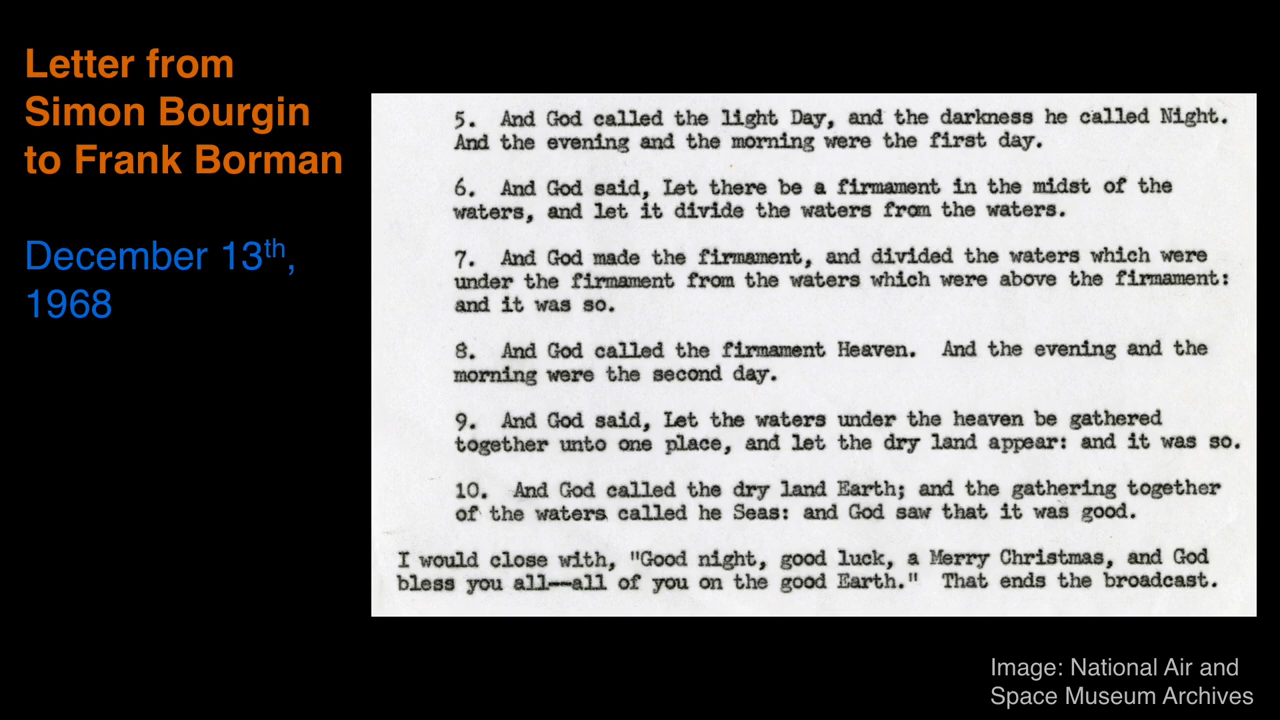 Letter from
Simon Bourgin
to Frank Borman
December 13th,
1968
5. And God called the light Day, and the darkness he called Night.
And the evening and the morning were the first day.
6. And God said, Let there be a firmament in the midst of the
waters, and let it divide the waters from the waters.
7. And God made the firmament, and divided the waters which were
under the firmament from the waters which were above the firmament:
and it was so.
8. And God called the firmament Heaven. And the evening and the
morning were the second day.
9. And God said, Let the waters under the heaven be gathered
together unto one place, and let the dry land appear: and it was so.
10. And God called the dry land Earth; and the gathering together
of the waters called he Seas: and God saw that it was good.
I would close with, "Good night, good luck, a Merry Christmas, and God
bless you all--all of you on the good Earth." That ends the broadcast.
Image: National Air and
Space Museum Archives